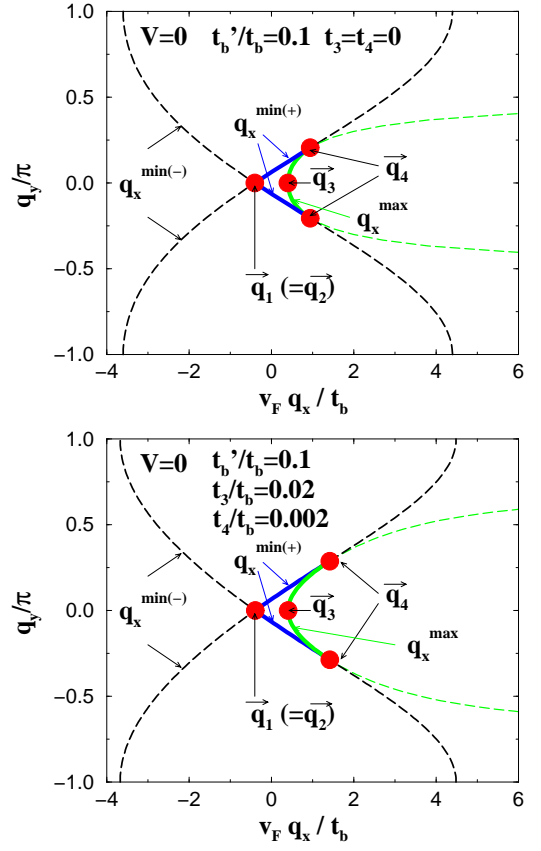 V=0 t_b'/t_b=0.1 t_3=t_4=0
q_x^min(+)
q_x^min(-)
q_3
q_4
q_x^max
q_1 (=q_2)
q_y/π
1.0
0.5
0.0
-0.5
-1.0
-4 -2 0 2 4 6
v_F q_x / t_b
V=0 t_b'/t_b=0.1
t_3/t_b=0.02
t_4/t_b=0.002
q_x^min(+)
q_x^min(-)
q_3
q_4
q_x^max
q_1 (=q_2)
q_y/π
1.0
0.5
0.0
-0.5
-1.0
-4 -2 0 2 4 6
v_F q_x / t_b